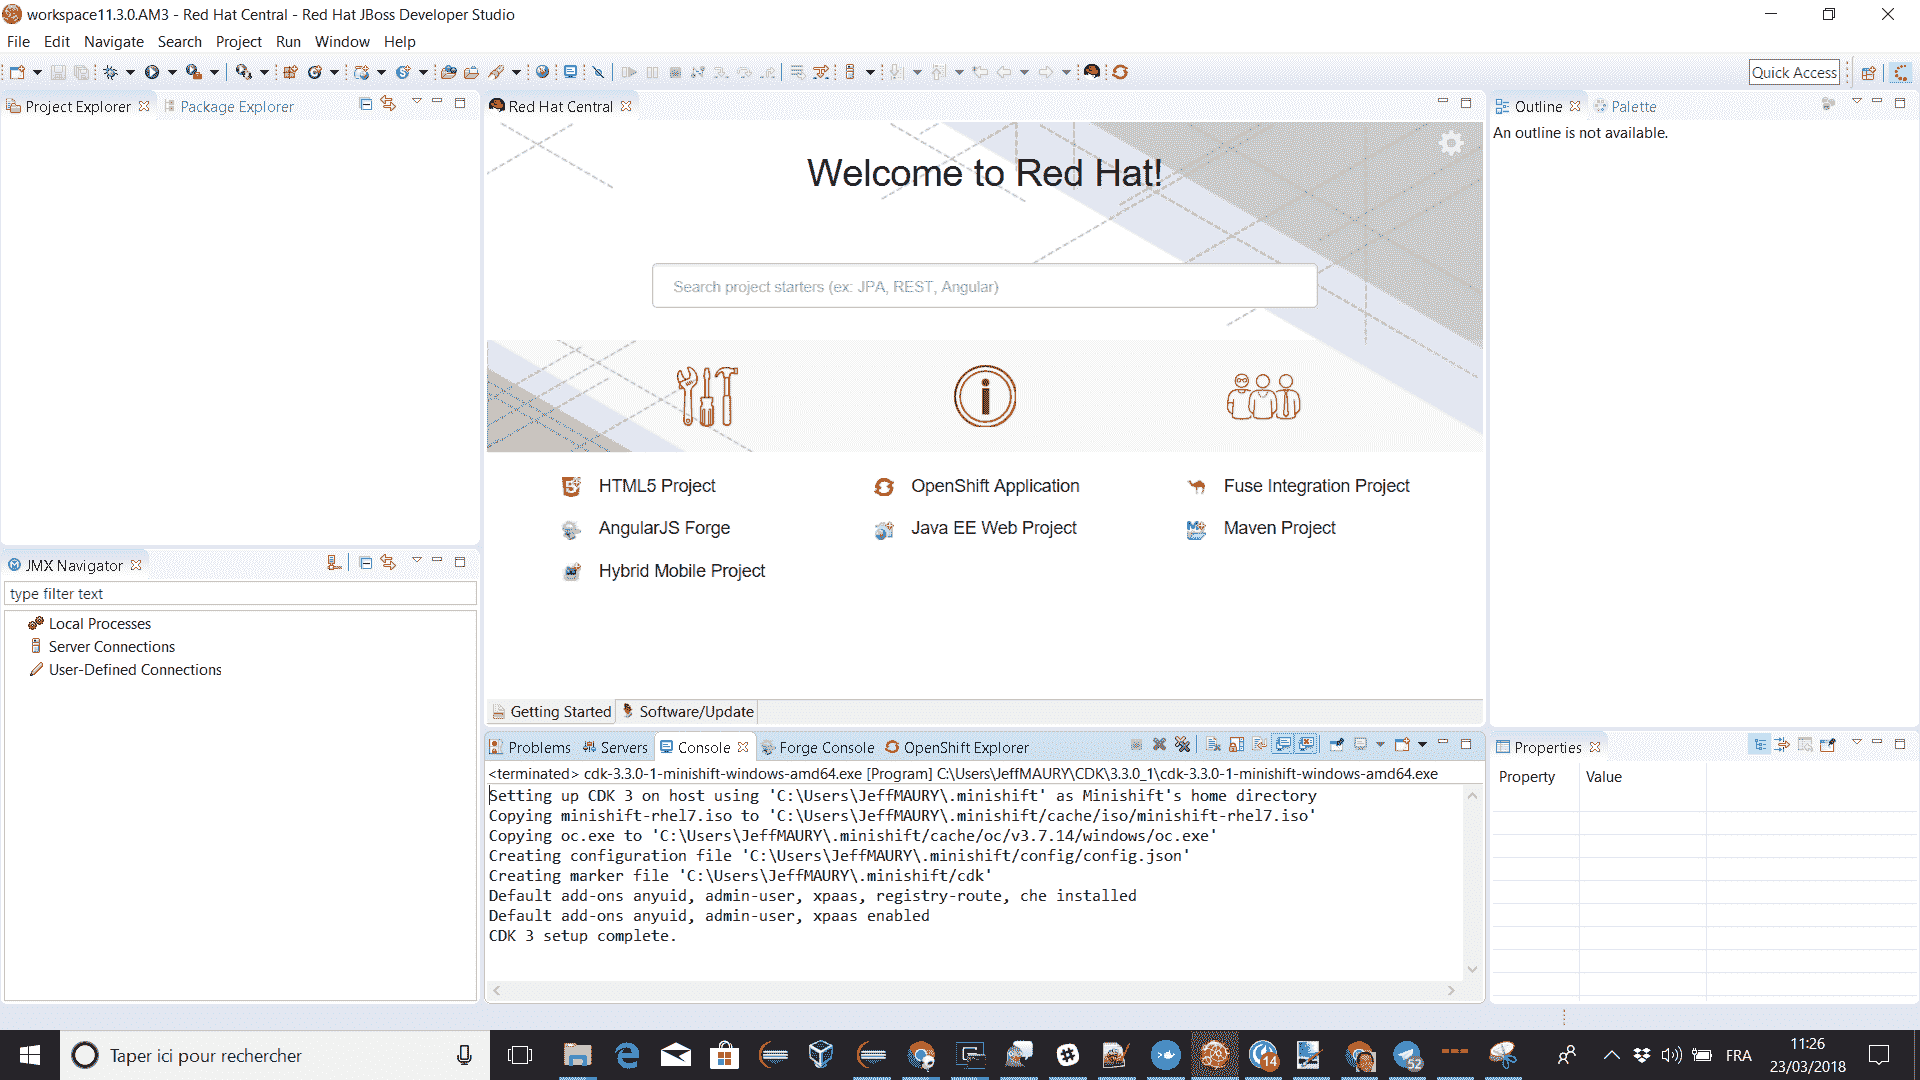 workspace11.3.0.AM3 - Red Hat Central - Red Hat JBoss Developer Studio
File Edit Navigate Search Project Run Window Help
Quick Access
Project Explorer Package Explorer
Red Hat Central
Outline Palette
An outline is not available.
Welcome to Red Hat!
Search project starters (ex: JPA, REST, Angular)
HTML5 Project OpenShift Application Fuse Integration Project
AngularJS Forge Java EE Web Project Maven Project
Hybrid Mobile Project
JMX Navigator
type filter text
Local Processes
Server Connections
User-Defined Connections
Getting Started Software/Update
Problems Servers Console Forge Console OpenShift Explorer
<terminated> cdk-3.3.0-1-minishift-windows-amd64.exe [Program] C:\Users\JeffMAURY\CDK\3.3.0_1\cdk-3.3.0-1-minishift-windows-amd64.exe
Setting up CDK 3 on host using 'C:\Users\JeffMAURY\.minishift' as Minishift's home directory
Copying minishift-rhel7.iso to 'C:\Users\JeffMAURY\.minishift/cache/iso/minishift-rhel7.iso'
Copying oc.exe to 'C:\Users\JeffMAURY\.minishift/cache/oc/v3.7.14/windows/oc.exe'
Creating configuration file 'C:\Users\JeffMAURY\.minishift/config/config.json'
Creating marker file 'C:\Users\JeffMAURY\.minishift/cdk'
Default add-ons anyuid, admin-user, xpaas, registry-route, che installed
Default add-ons anyuid, admin-user, xpaas enabled
CDK 3 setup complete.
Properties
Property Value
Taper ici pour rechercher
14
52
FRA
11:26
23/03/2018